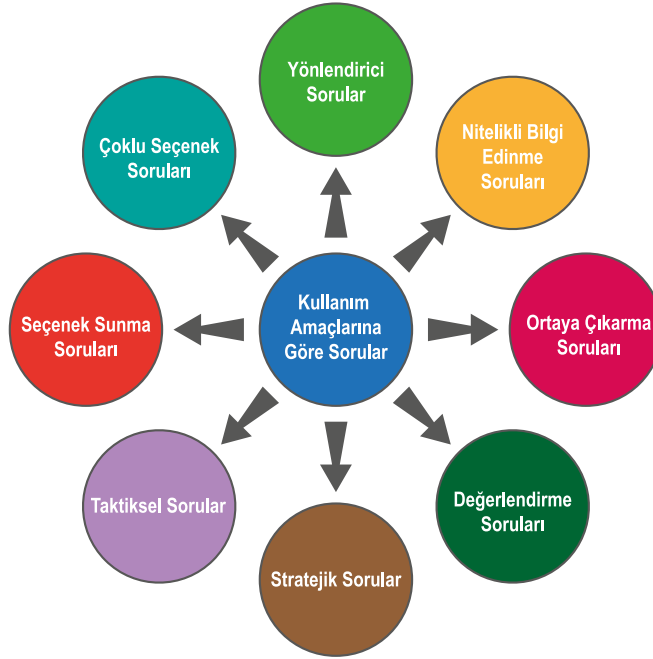 Yönlendirici
Sorular
Çoklu Seçenek
Soruları
Nitelikli Bilgi
Edinme
Soruları
Seçenek Sunma
Soruları
Kullanım
Amaçlarına
Göre Sorular
Ortaya Çıkarma
Soruları
Taktiksel Sorular
Değerlendirme
Soruları
Stratejik Sorular